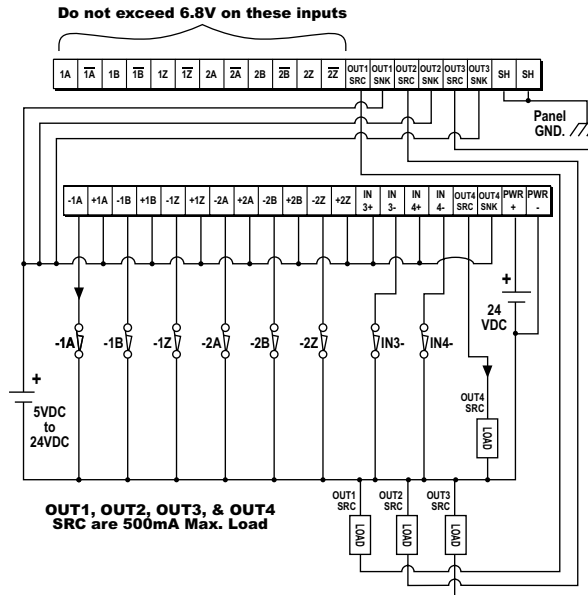 Do not exceed 6.8V on these inputs
1A 1A̅ 1B 1B̅ 1Z 1Z̅ 2A 2A̅ 2B 2B̅ 2Z 2Z̅ OUT1 SRC OUT1 SNK OUT2 SRC OUT2 SNK OUT3 SRC OUT3 SNK SH SH
Panel
GND.
-1A +1A -1B +1B -1Z +1Z -2A +2A -2B +2B -2Z +2Z IN 3+ IN 3- IN 4+ IN 4- OUT4 SRC OUT4 SNK PWR + PWR -
+
24
VDC
-1A -1B -1Z -2A -2B -2Z IN3- IN4-
+
5VDC
to
24VDC
OUT4
SRC
LOAD
OUT1, OUT2, OUT3, & OUT4
SRC are 500mA Max. Load
OUT1 SRC
OUT2 SRC
OUT3 SRC
LOAD LOAD LOAD